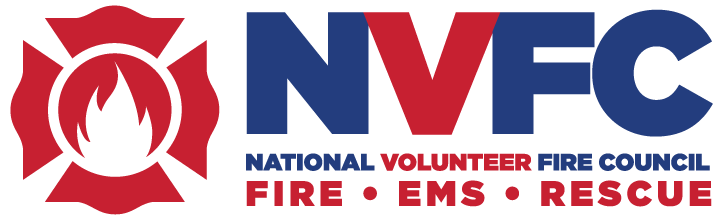 NVFC
NATIONAL VOLUNTEER FIRE COUNCIL
FIRE • EMS • RESCUE